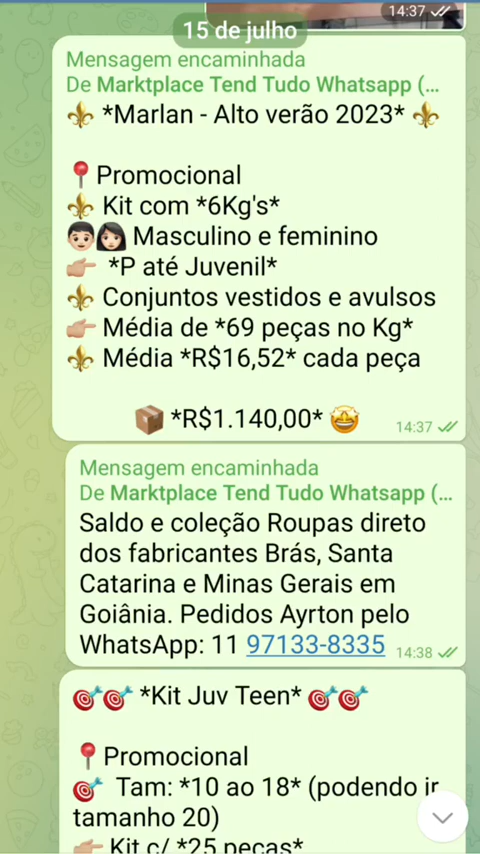 14:37
15 de julho
Mensagem encaminhada
De Marktplace Tend Tudo Whatsapp (...
⚜️ *Marlan - Alto verão 2023* ⚜️
📍Promocional
⚜️ Kit com *6Kg's*
👦🏻👧🏻 Masculino e feminino
👉🏼 *P até Juvenil*
⚜️ Conjuntos vestidos e avulsos
👉🏼 Média de *69 peças no Kg*
⚜️ Média *R$16,52* cada peça
📦 *R$1.140,00* 🤩
14:37
Mensagem encaminhada
De Marktplace Tend Tudo Whatsapp (...
Saldo e coleção Roupas direto
dos fabricantes Brás, Santa
Catarina e Minas Gerais em
Goiânia. Pedidos Ayrton pelo
WhatsApp: 11 97133-8335
14:38
🎯🎯 *Kit Juv Teen* 🎯🎯
📍Promocional
🎯 Tam: *10 ao 18* (podendo ir
tamanho 20)
👉🏼 Kit c/ *25 peças*